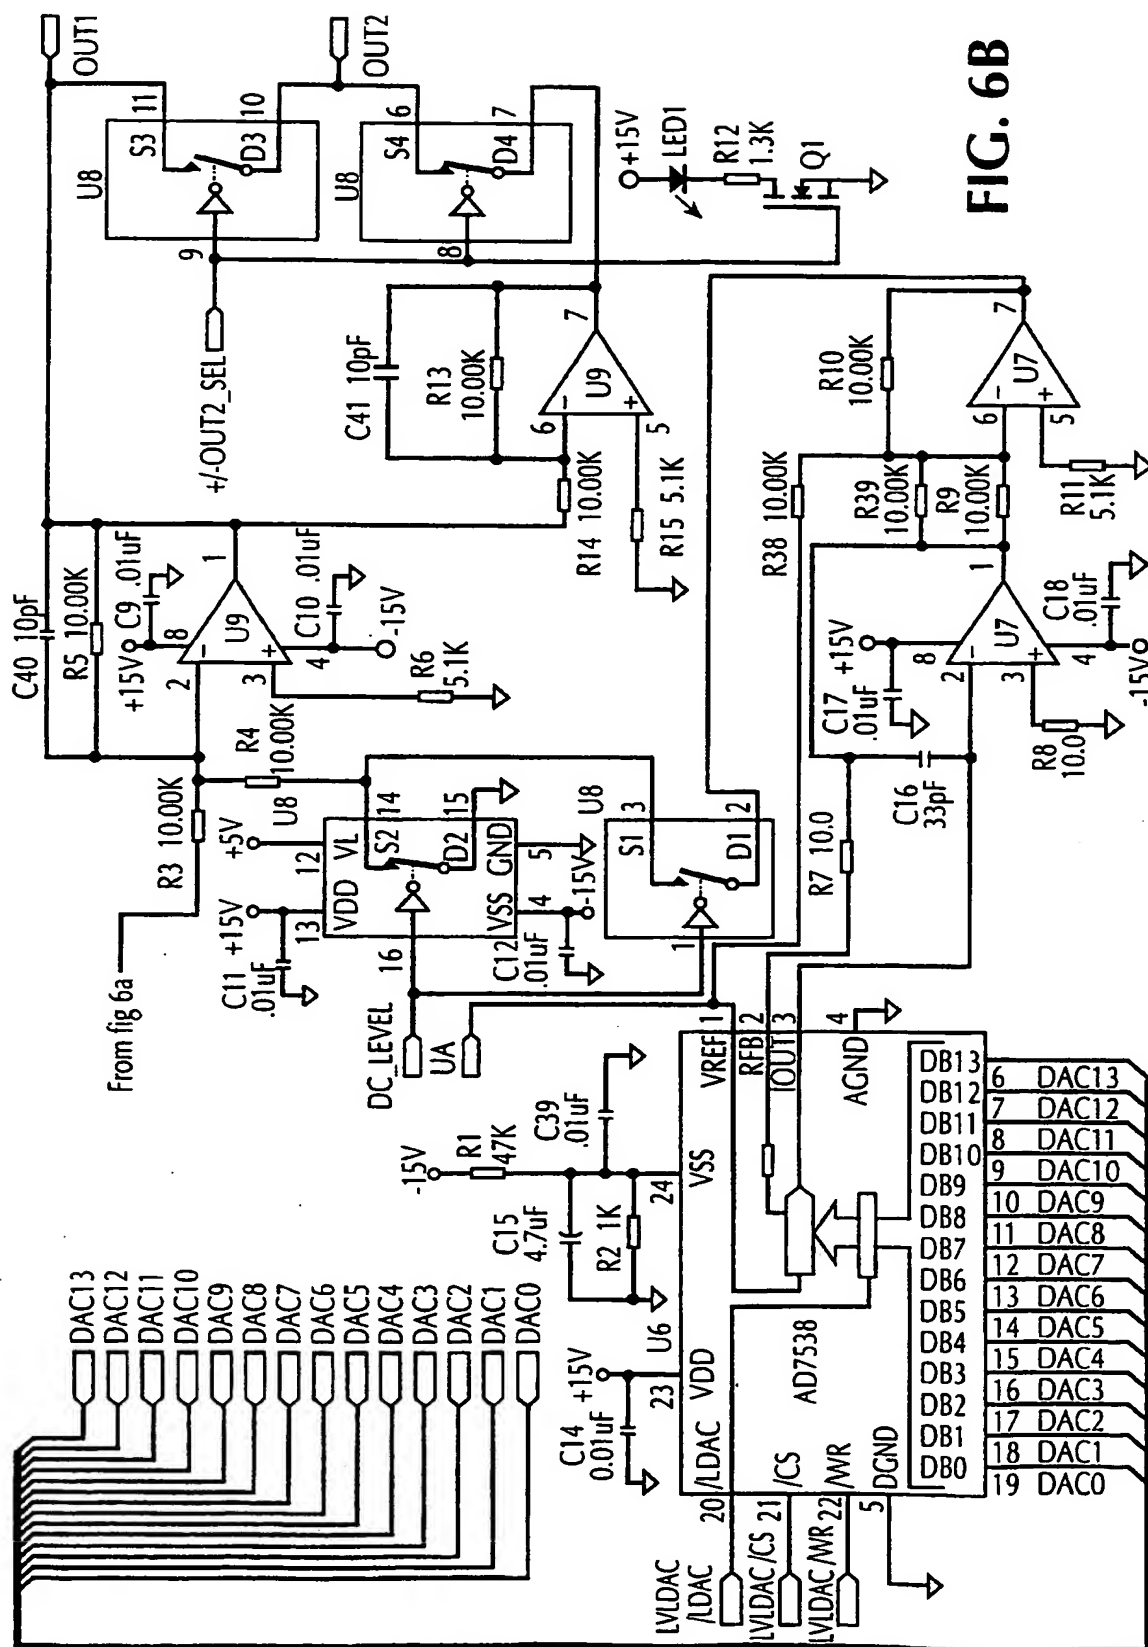 OUT1
11
S3
U8
D3
10
9
OUT2
6
S4
U8
D4
7
8
+/-OUT2_SEL
+15V
LED1
R12
1.3K
Q1
FIG. 6B
C40 10pF
R5 10.00K
+15V
C9 .01uF
8
2
-
U9
1
+
3
4
C10 .01uF
-15V
R6
5.1K
C41 10pF
R13
10.00K
6
-
U9
7
+
5
R14 10.00K
R15 5.1K
From fig 6a
R3 10.00K
R4
10.00K
+5V
U8
12
14
VL
S2
+15V
13
VDD
C11
.01uF
16
D2
15
GND
5
VSS
4
C12
.01uF
-15V
U8
S1
3
D1
2
1
DC_LEVEL
UA
R38 10.00K
R39
10.00K
R9
10.00K
R10
10.00K
6
-
U7
7
+
5
R11
5.1K
R7 10.0
C16
33pF
C17
.01uF
+15V
8
2
-
U7
1
+
3
4
R8
10.0
C18
.01uF
-15V
-15V
R1
47K
C39
.01uF
C15
4.7uF
R2 1K
24
VSS
U6
+15V
23
VDD
C14
0.01uF
VREF
1
RFB
2
IOUT
3
AGND
4
AD7538
20
/LDAC
21
/CS
22
/WR
5
DGND
LVLDAC
/LDAC
LVLDAC/CS
LVLDAC/WR
DB13
DB12
DB11
DB10
DB9
DB8
DB7
DB6
DB5
DB4
DB3
DB2
DB1
DB0
6 DAC13
7 DAC12
8 DAC11
9 DAC10
10 DAC9
11 DAC8
12 DAC7
13 DAC6
14 DAC5
15 DAC4
16 DAC3
17 DAC2
18 DAC1
19 DAC0
DAC13
DAC12
DAC11
DAC10
DAC9
DAC8
DAC7
DAC6
DAC5
DAC4
DAC3
DAC2
DAC1
DAC0